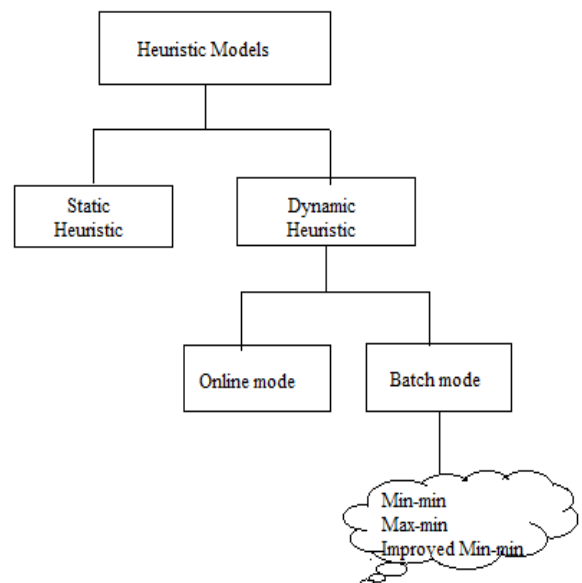 Heuristic Models
Static
Heuristic
Dynamic
Heuristic
Online mode
Batch mode
Min-min
Max-min
Improved Min-min